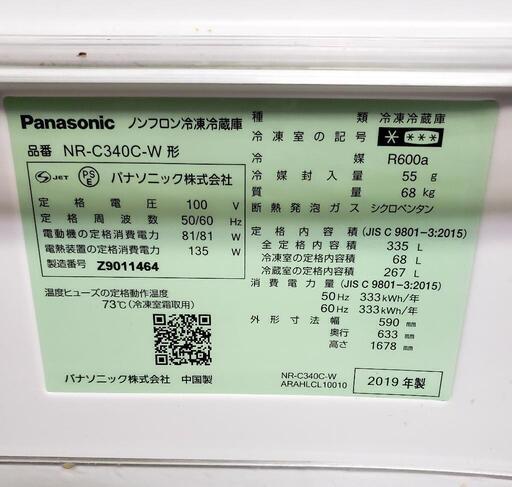 Panasonic ノンフロン冷凍冷蔵庫
品番 NR-C340C-W 形
S JET PSE パナソニック株式会社
定格電圧 100 V
定格周波数 50/60 Hz
電動機の定格消費電力 81/81 W
電熱装置の定格消費電力 135 W
製造番号 Z9011464
温度ヒューズの定格動作温度
73℃(冷凍室霜取用)
パナソニック株式会社 中国製
種類 冷凍冷蔵庫
冷凍室の記号 ****
冷媒 R600a
冷媒封入量 55 g
質量 68 kg
断熱発泡ガス シクロペンタン
定格内容積(JIS C 9801-3:2015)
全定格内容積 335 L
冷凍室の定格内容積 68 L
冷蔵室の定格内容積 267 L
消費電力量(JIS C 9801-3:2015)
50Hz 333kWh/年
60Hz 333kWh/年
外形寸法幅 590 mm
奥行 633 mm
高さ 1678 mm
NR-C340C-W
ARAHLCL10010
2019年製